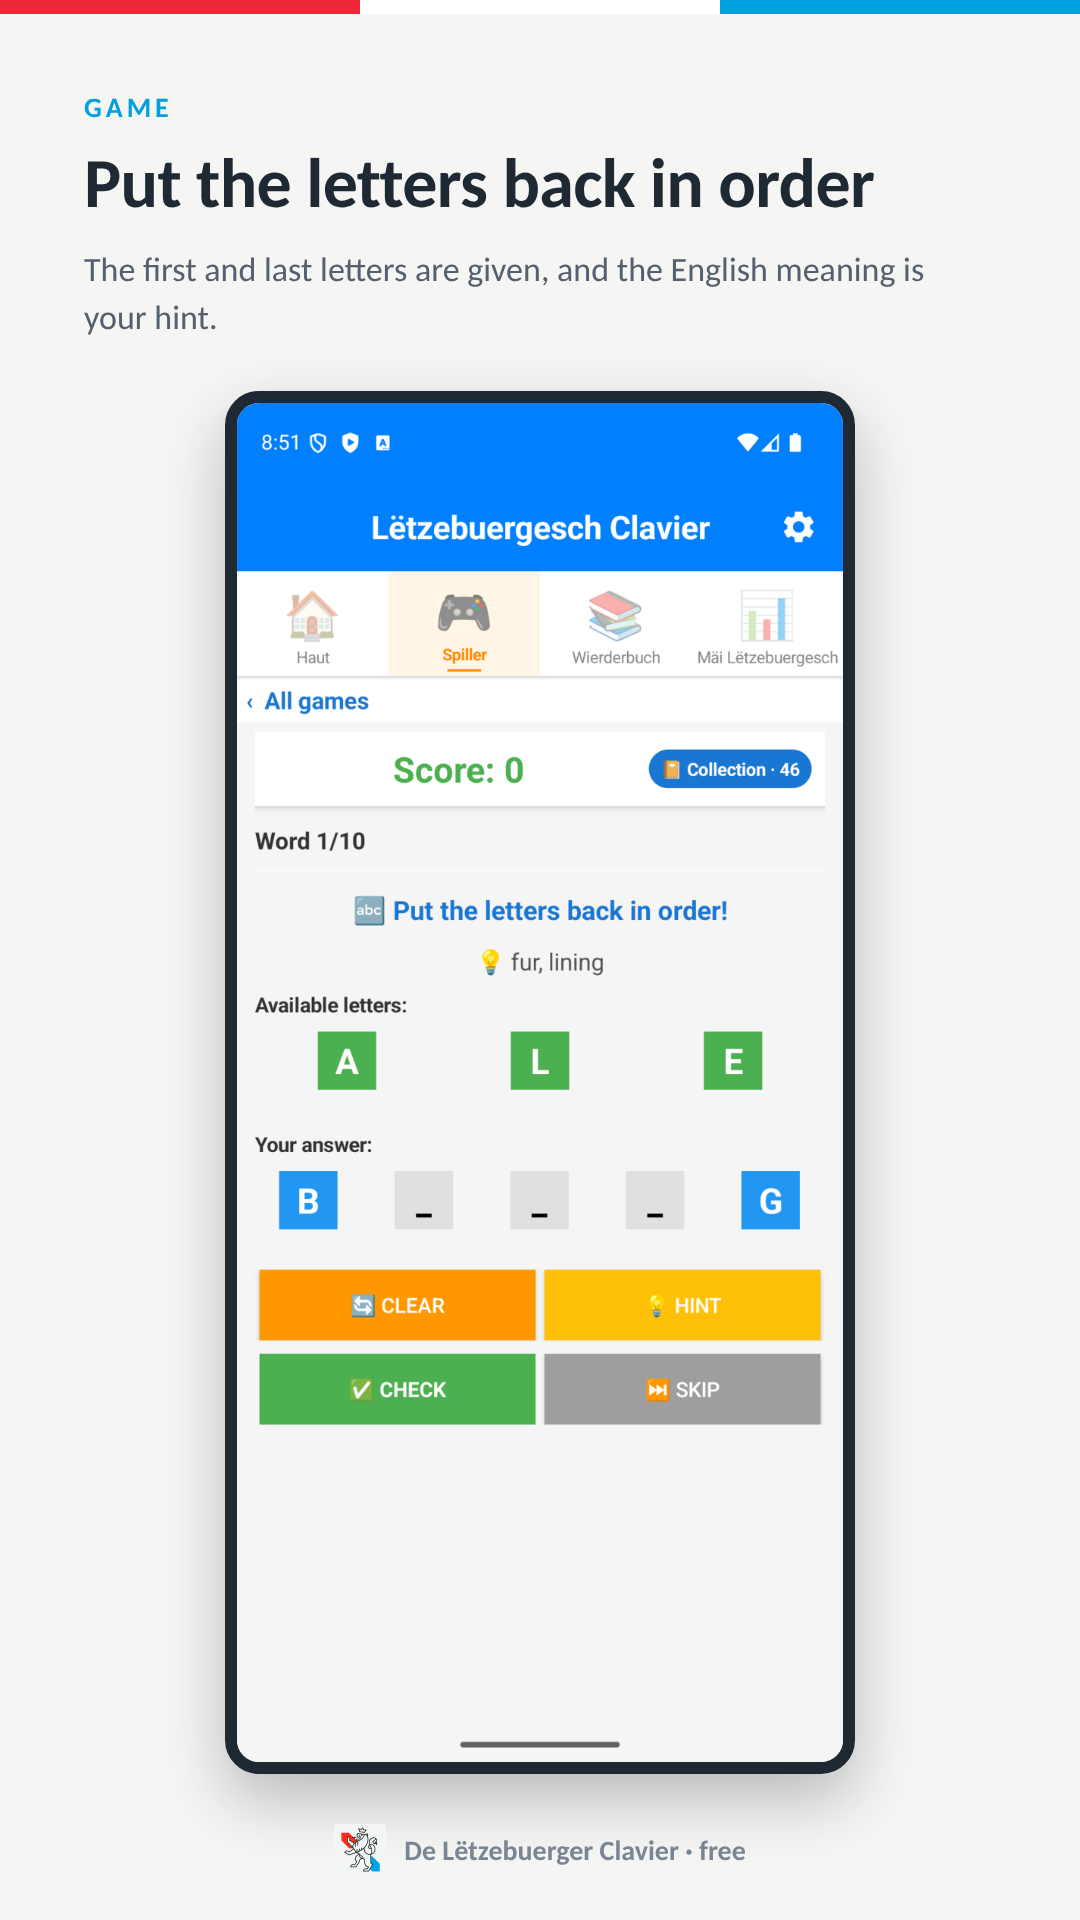 GAME
Put the letters back in order
The first and last letters are given, and the English meaning is
your hint.
8:51
Lëtzebuergesch Clavier
Haut
Spiller
Wierderbuch
Mäi Lëtzebuergesch
‹ All games
Score: 0
Collection · 46
Word 1/10
abc Put the letters back in order!
fur, lining
Available letters:
A L E
Your answer:
B _ _ _ G
CLEAR
HINT
CHECK
SKIP
De Lëtzebuerger Clavier · free